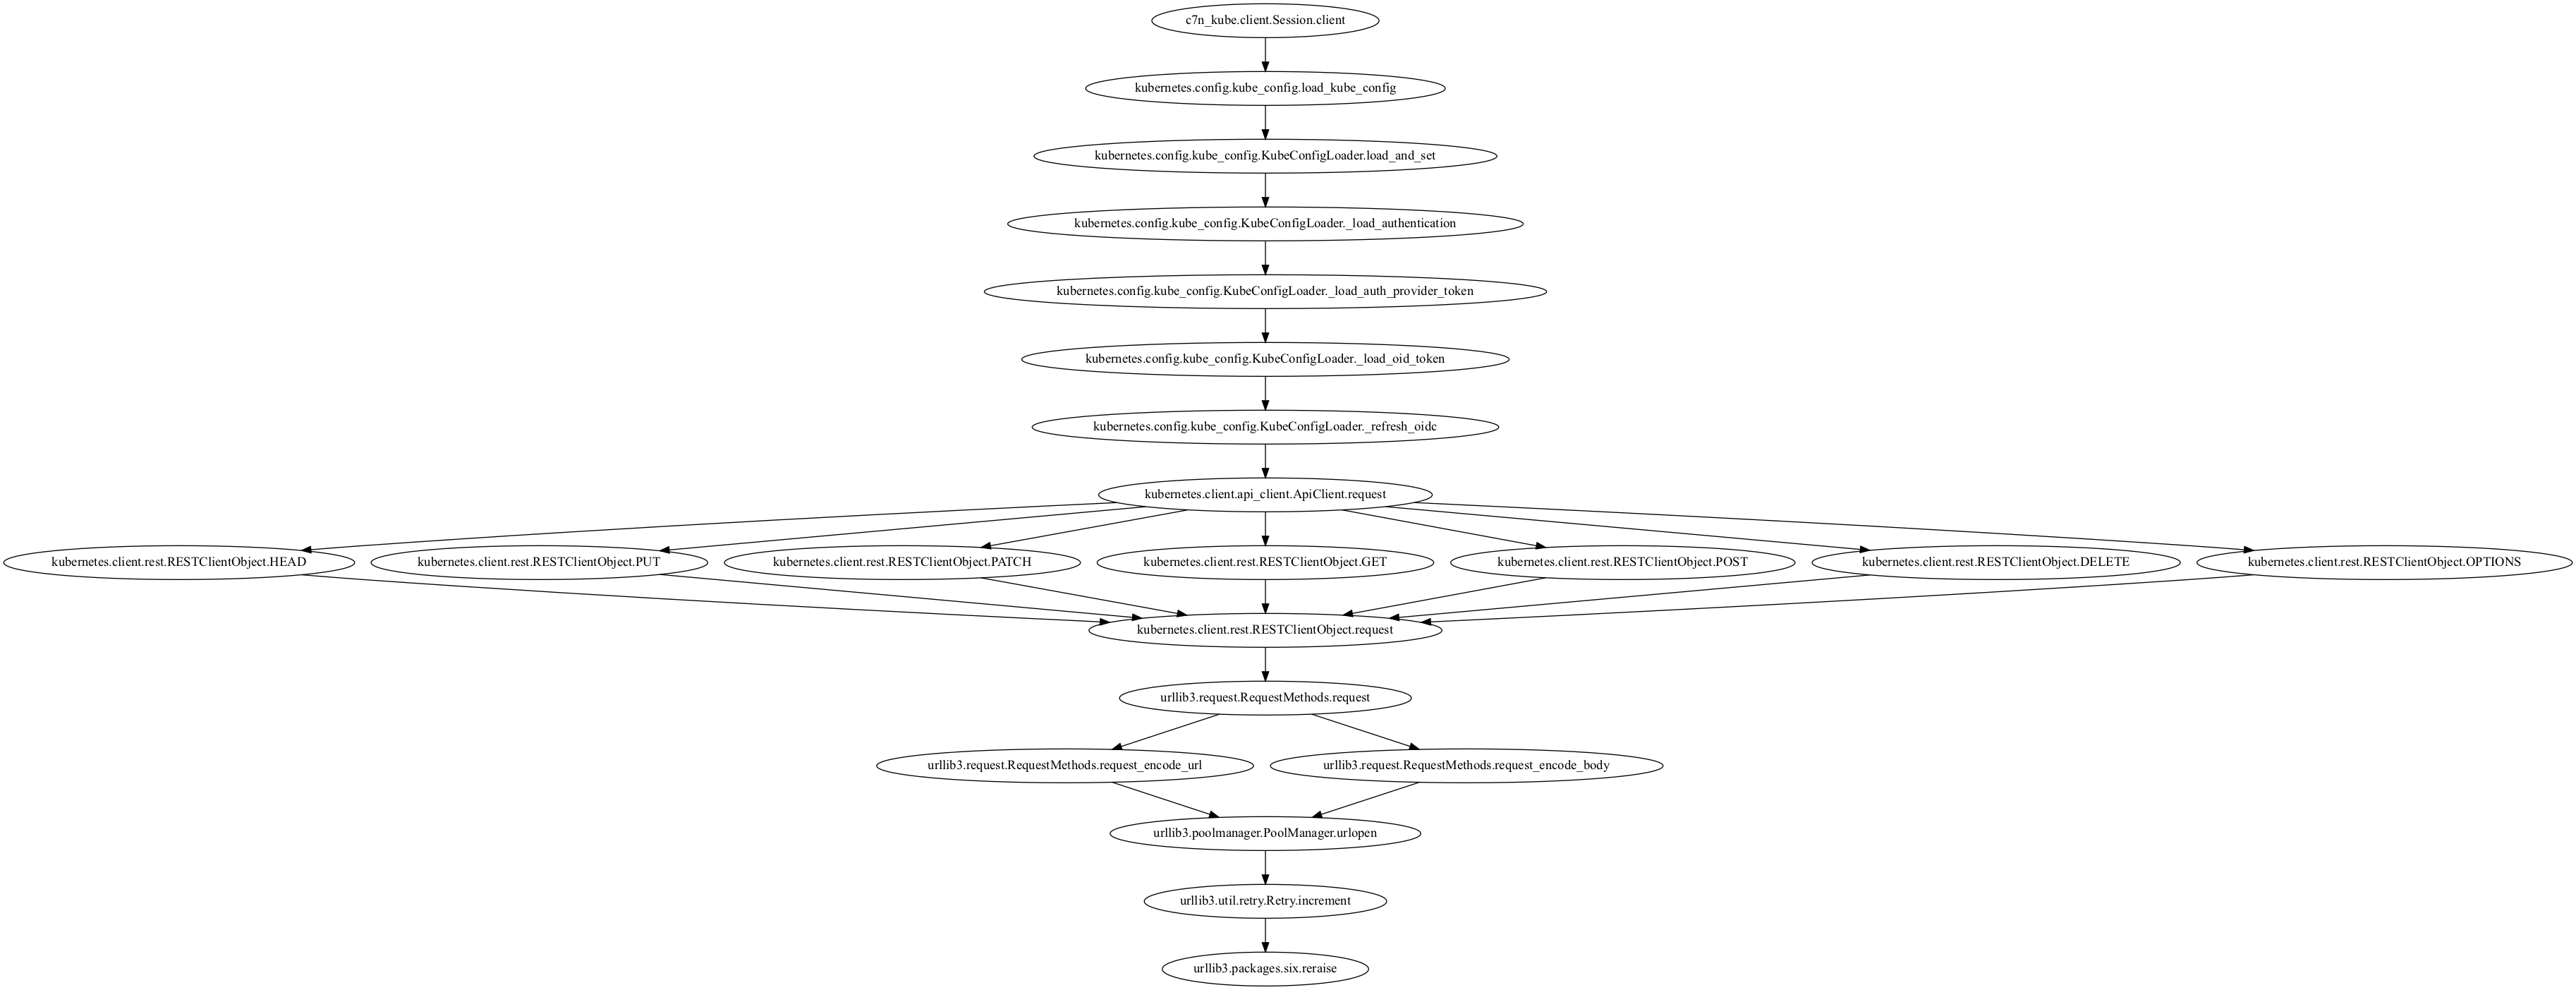 c7n_kube.client.Session.client
kubernetes.config.kube_config.load_kube_config
kubernetes.config.kube_config.KubeConfigLoader.load_and_set
kubernetes.config.kube_config.KubeConfigLoader._load_authentication
kubernetes.config.kube_config.KubeConfigLoader._load_auth_provider_token
kubernetes.config.kube_config.KubeConfigLoader._load_oid_token
kubernetes.config.kube_config.KubeConfigLoader._refresh_oidc
kubernetes.client.api_client.ApiClient.request
kubernetes.client.rest.RESTClientObject.HEAD
kubernetes.client.rest.RESTClientObject.PUT
kubernetes.client.rest.RESTClientObject.PATCH
kubernetes.client.rest.RESTClientObject.GET
kubernetes.client.rest.RESTClientObject.POST
kubernetes.client.rest.RESTClientObject.DELETE
kubernetes.client.rest.RESTClientObject.OPTIONS
kubernetes.client.rest.RESTClientObject.request
urllib3.request.RequestMethods.request
urllib3.request.RequestMethods.request_encode_url
urllib3.request.RequestMethods.request_encode_body
urllib3.poolmanager.PoolManager.urlopen
urllib3.util.retry.Retry.increment
urllib3.packages.six.reraise